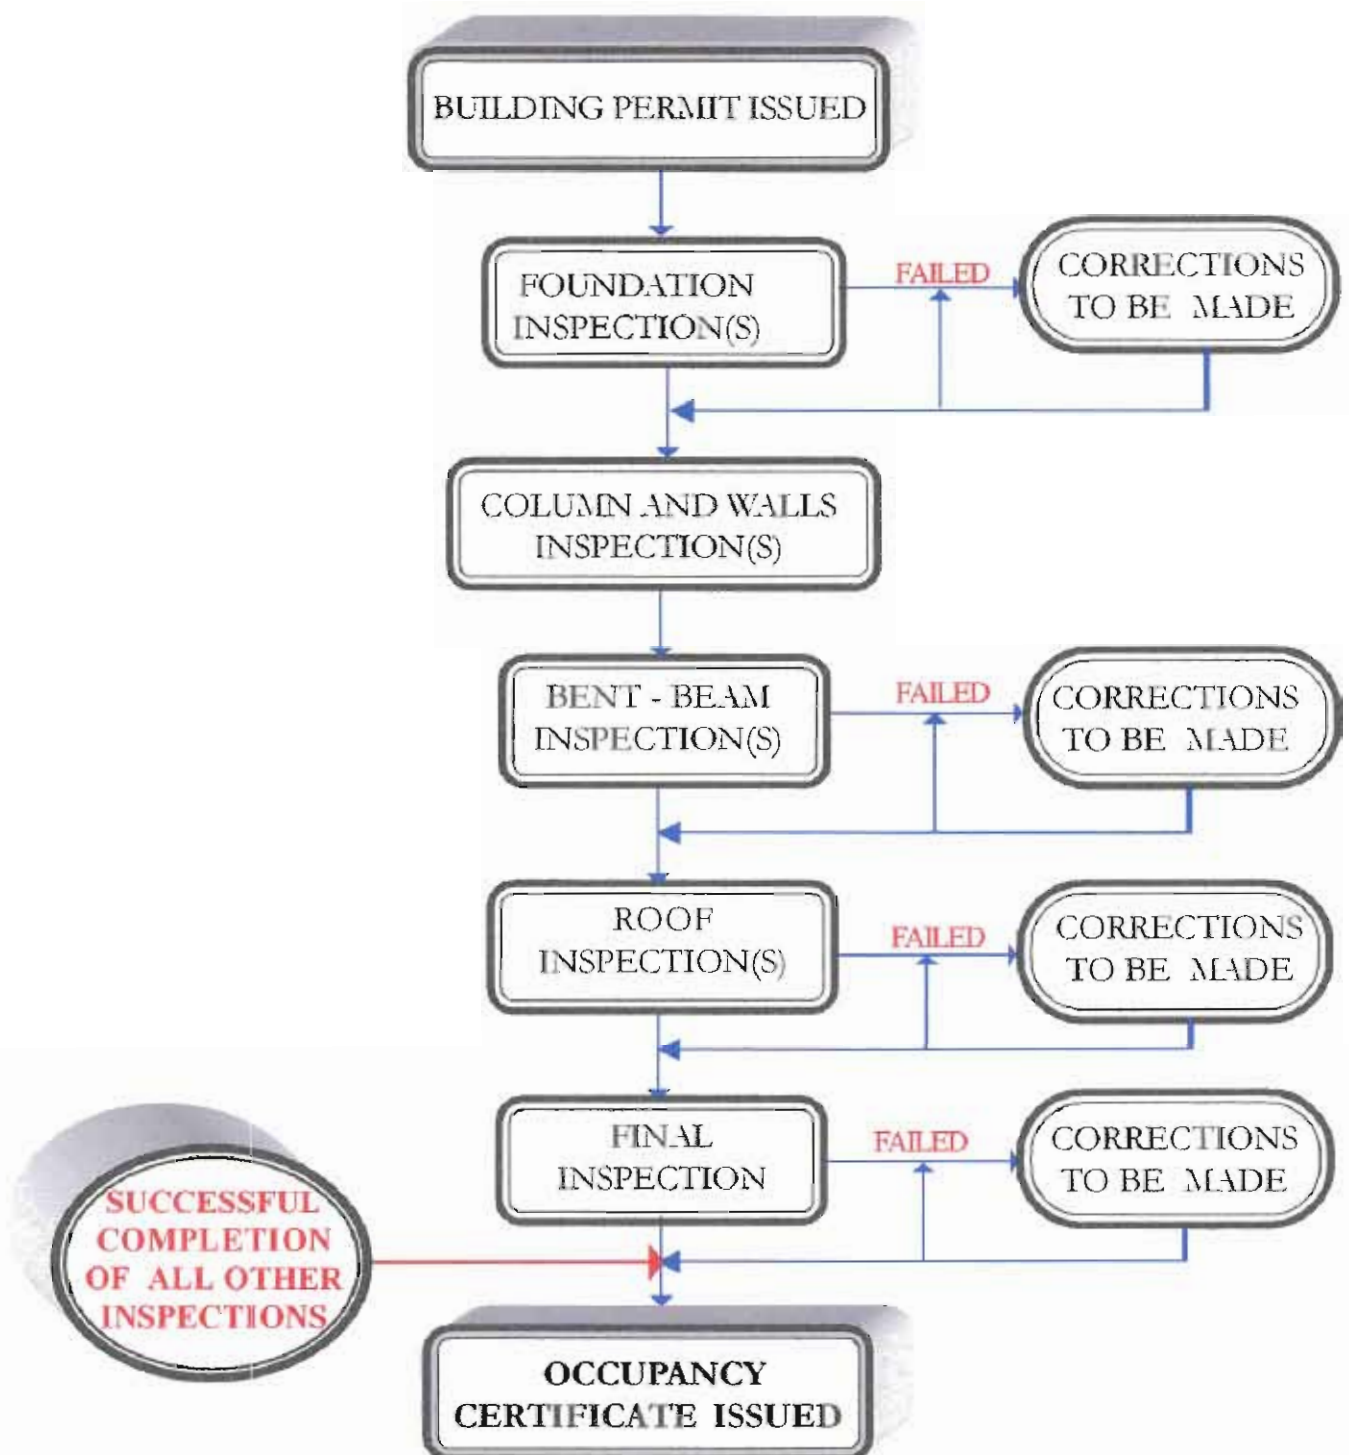 BUILDING PERMIT ISSUED
FOUNDATION
INSPECTION(S)
FAILED
CORRECTIONS
TO BE MADE
COLUMN AND WALLS
INSPECTION(S)
BENT - BEAM
INSPECTION(S)
FAILED
CORRECTIONS
TO BE MADE
ROOF
INSPECTION(S)
FAILED
CORRECTIONS
TO BE MADE
FINAL
INSPECTION
FAILED
CORRECTIONS
TO BE MADE
SUCCESSFUL
COMPLETION
OF ALL OTHER
INSPECTIONS
OCCUPANCY
CERTIFICATE ISSUED